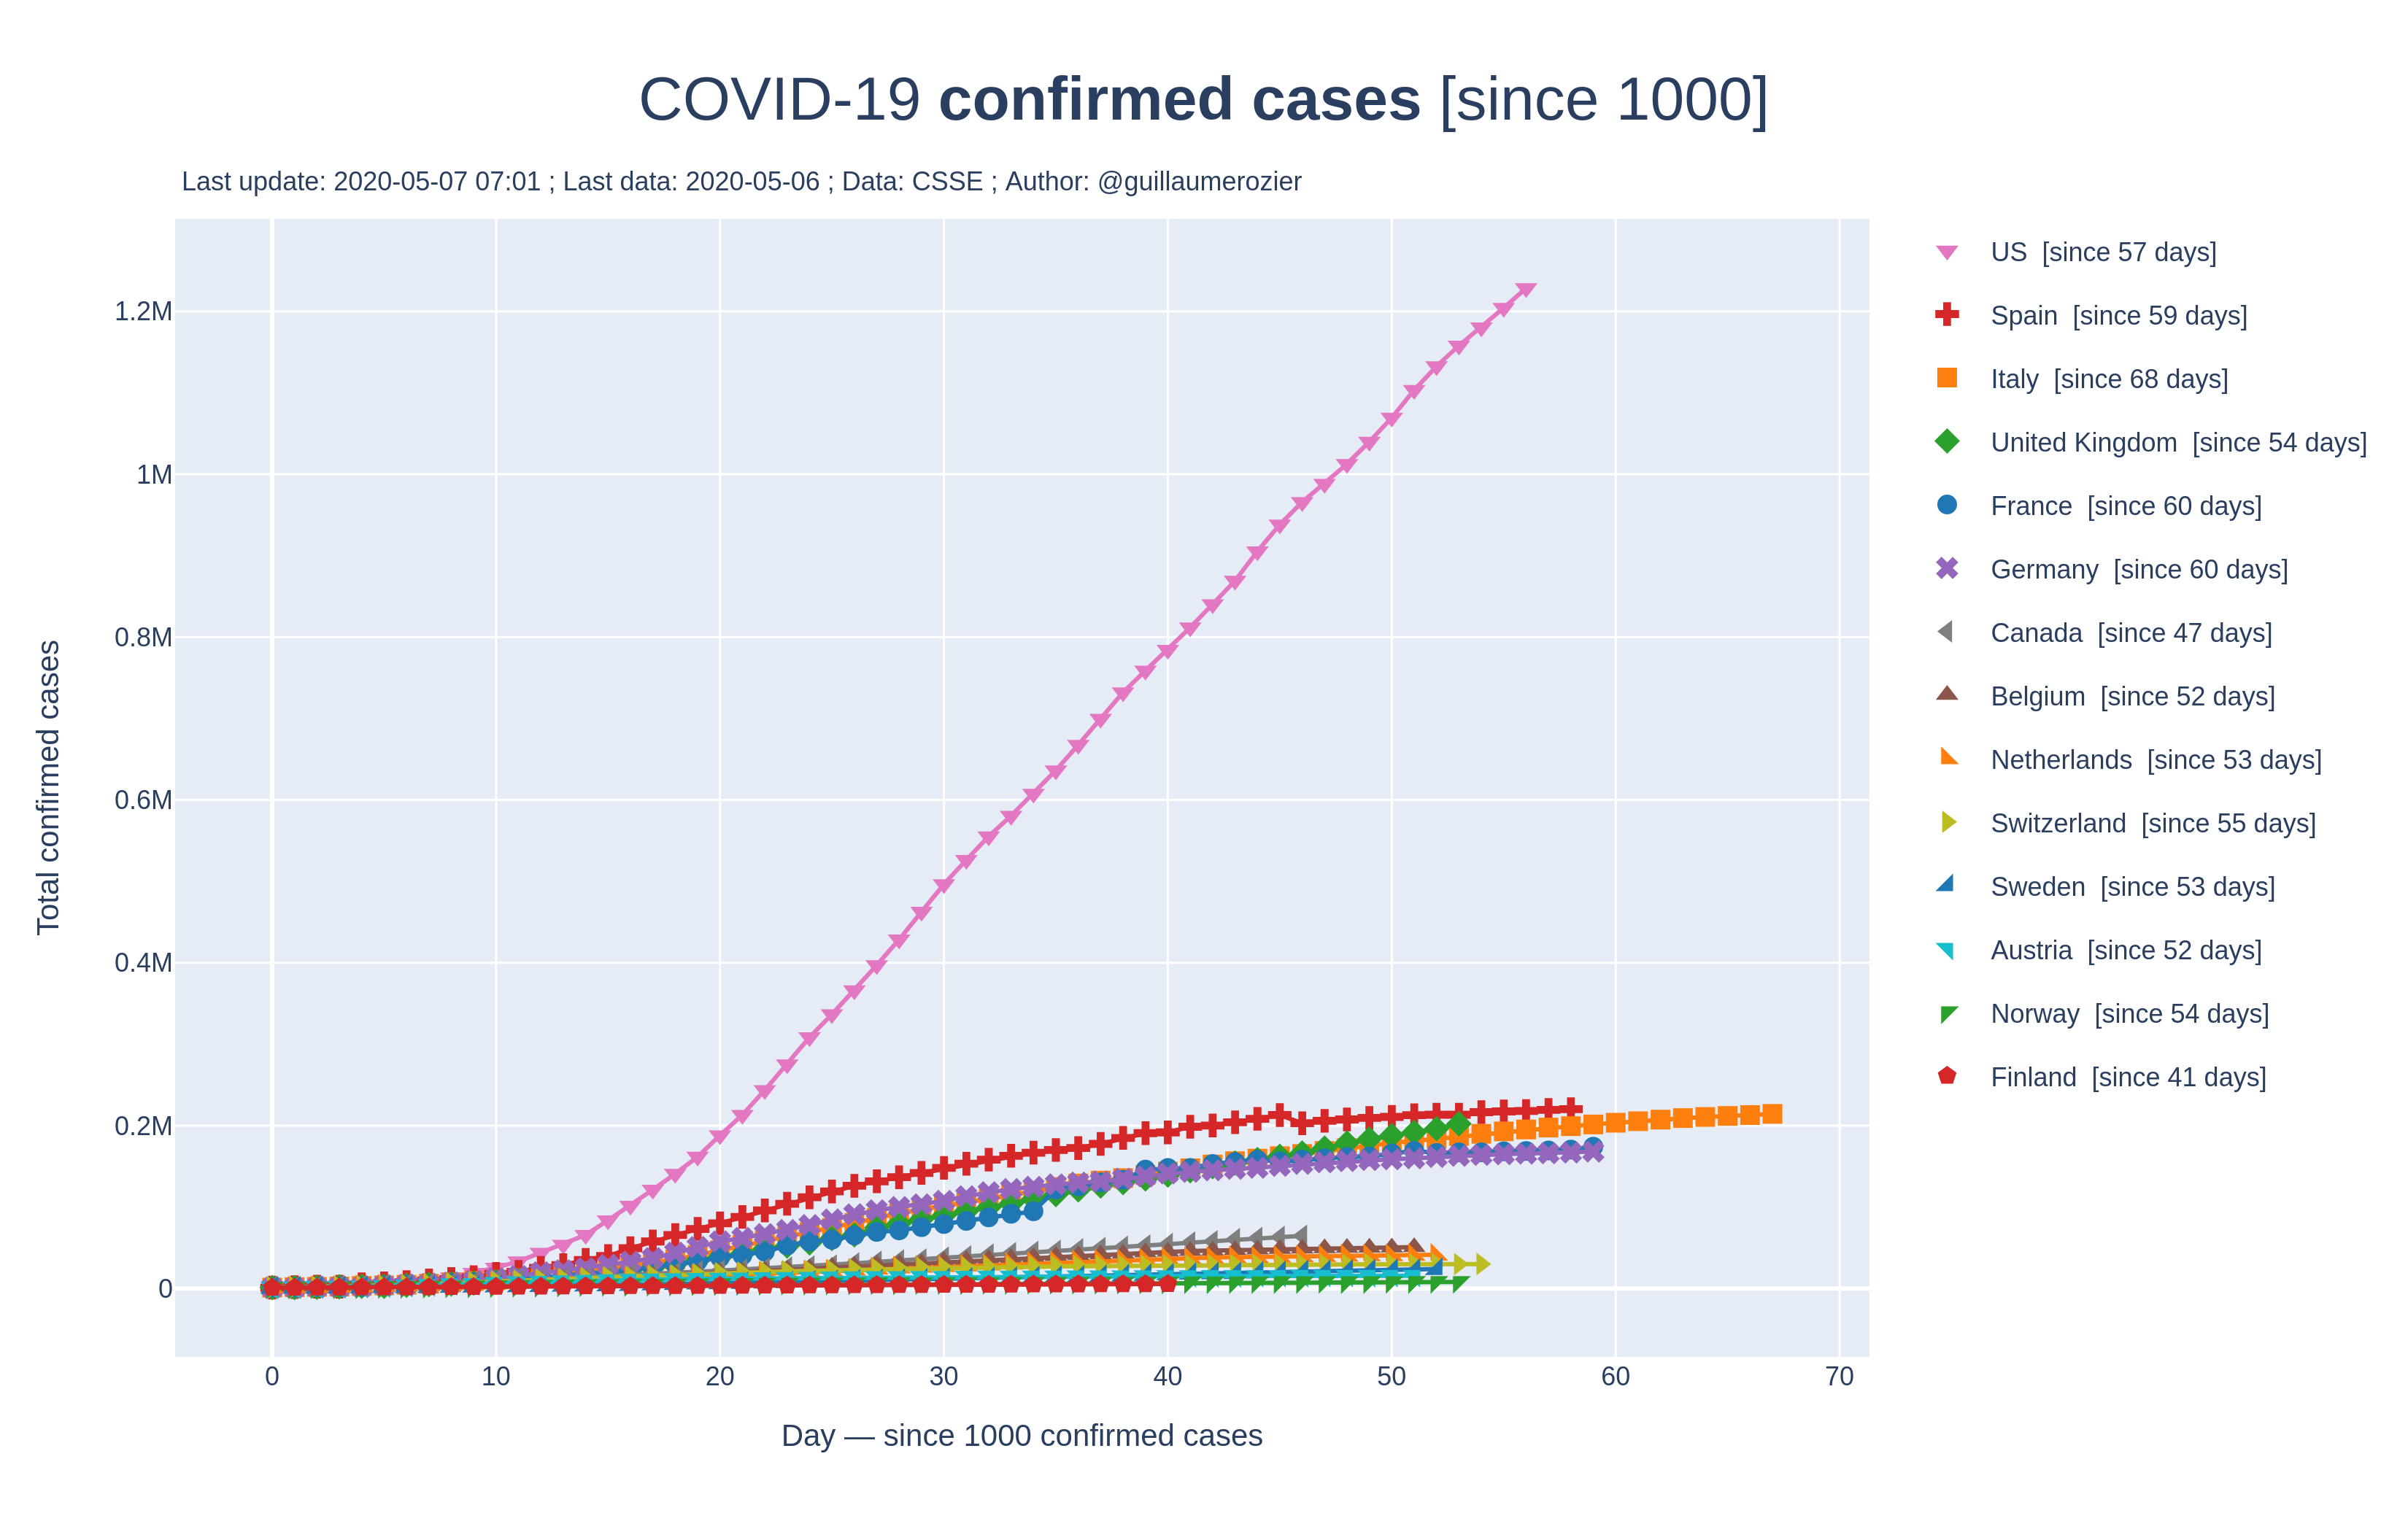 COVID-19 confirmed cases [since 1000]
Last update: 2020-05-07 07:01 ; Last data: 2020-05-06 ; Data: CSSE ; Author: @guillaumerozier
Total confirmed cases
1.2M
1M
0.8M
0.6M
0.4M
0.2M
0
0 10 20 30 40 50 60 70
Day — since 1000 confirmed cases
US [since 57 days]
Spain [since 59 days]
Italy [since 68 days]
United Kingdom [since 54 days]
France [since 60 days]
Germany [since 60 days]
Canada [since 47 days]
Belgium [since 52 days]
Netherlands [since 53 days]
Switzerland [since 55 days]
Sweden [since 53 days]
Austria [since 52 days]
Norway [since 54 days]
Finland [since 41 days]